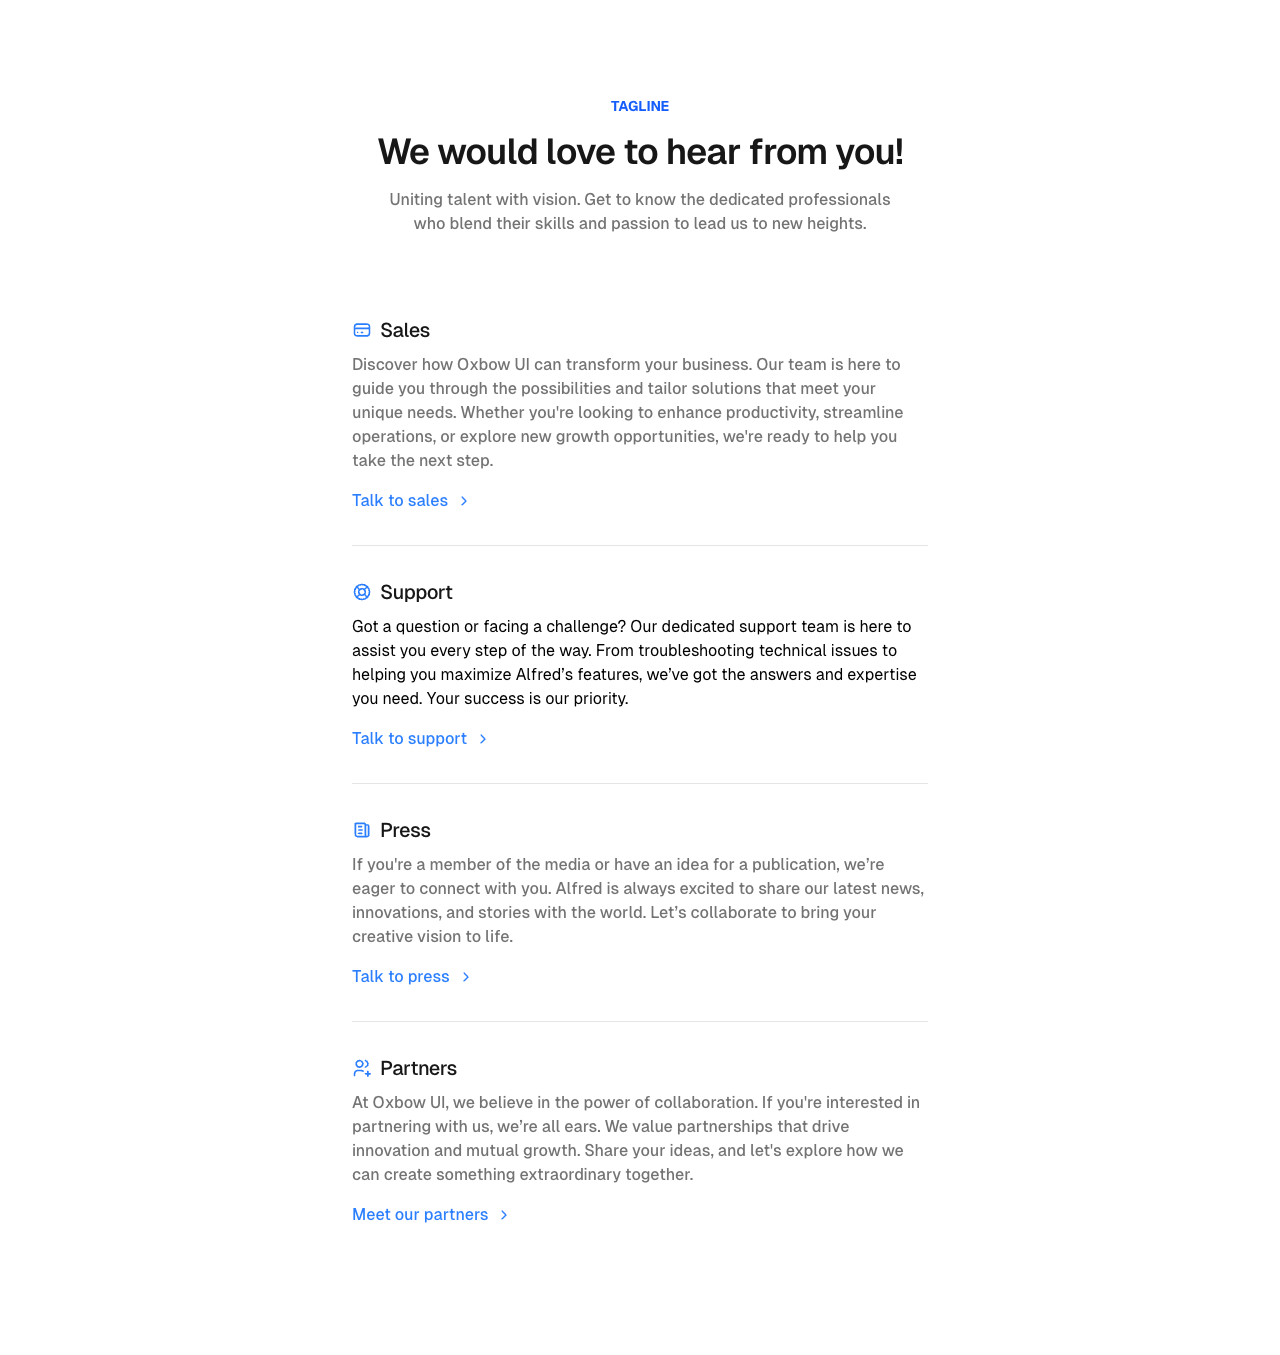 TAGLINE
We would love to hear from you!
Uniting talent with vision. Get to know the dedicated professionals
who blend their skills and passion to lead us to new heights.
Sales
Discover how Oxbow UI can transform your business. Our team is here to
guide you through the possibilities and tailor solutions that meet your
unique needs. Whether you're looking to enhance productivity, streamline
operations, or explore new growth opportunities, we're ready to help you
take the next step.
Talk to sales
Support
Got a question or facing a challenge? Our dedicated support team is here to
assist you every step of the way. From troubleshooting technical issues to
helping you maximize Alfred’s features, we’ve got the answers and expertise
you need. Your success is our priority.
Talk to support
Press
If you're a member of the media or have an idea for a publication, we’re
eager to connect with you. Alfred is always excited to share our latest news,
innovations, and stories with the world. Let’s collaborate to bring your
creative vision to life.
Talk to press
Partners
At Oxbow UI, we believe in the power of collaboration. If you're interested in
partnering with us, we’re all ears. We value partnerships that drive
innovation and mutual growth. Share your ideas, and let's explore how we
can create something extraordinary together.
Meet our partners